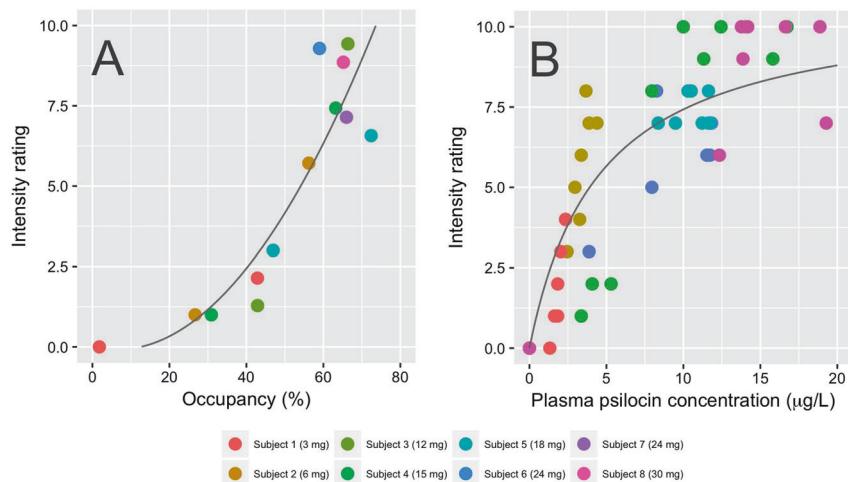 A
10.0
7.5
5.0
2.5
0.0
Intensity rating
0 20 40 60 80
Occupancy (%)
B
10.0
7.5
5.0
2.5
0.0
Intensity rating
0 5 10 15 20
Plasma psilocin concentration (μg/L)
Subject 1 (3 mg) Subject 3 (12 mg) Subject 5 (18 mg) Subject 7 (24 mg)
Subject 2 (6 mg) Subject 4 (15 mg) Subject 6 (24 mg) Subject 8 (30 mg)